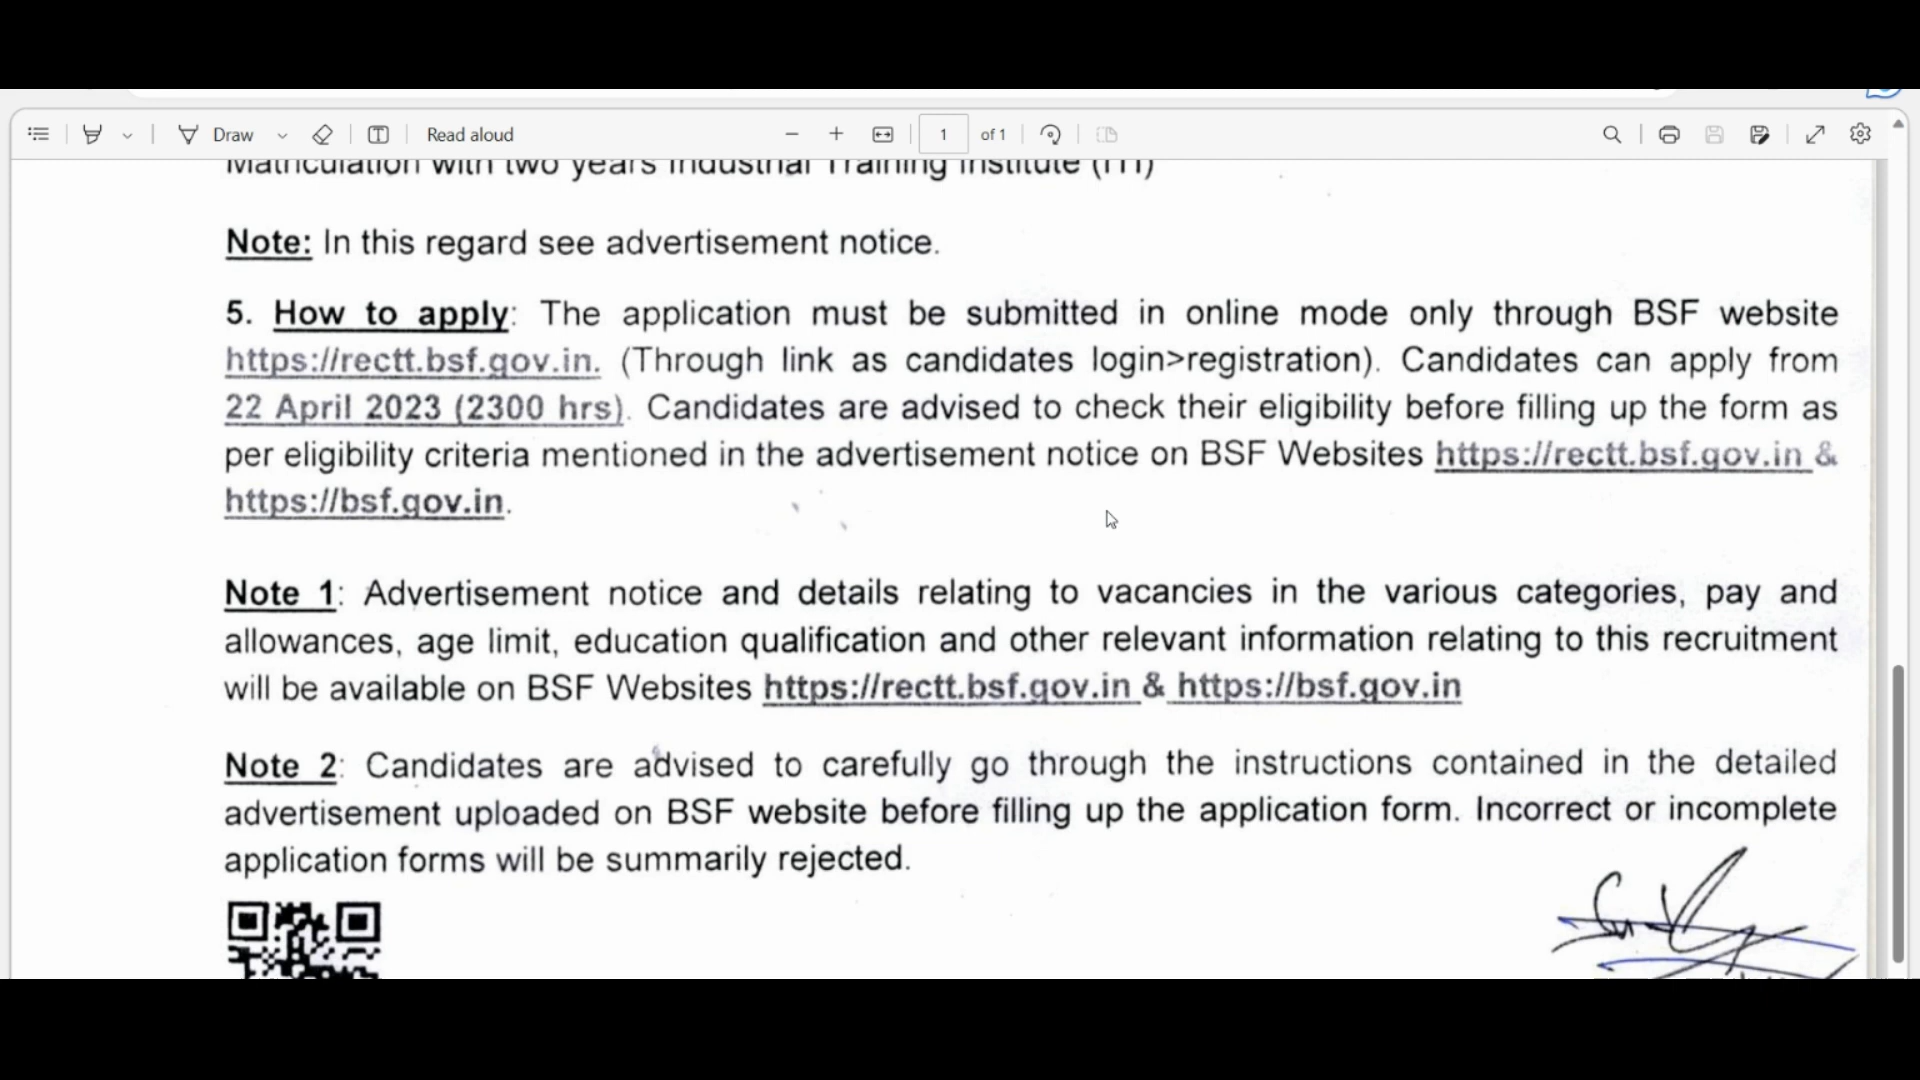 Draw
Read aloud
1
of 1
Matriculation with two years Industrial Training Institute (ITI)
Note: In this regard see advertisement notice.
5. How to apply: The application must be submitted in online mode only through BSF website
https://rectt.bsf.gov.in. (Through link as candidates login>registration). Candidates can apply from
22 April 2023 (2300 hrs). Candidates are advised to check their eligibility before filling up the form as
per eligibility criteria mentioned in the advertisement notice on BSF Websites https://rectt.bsf.gov.in &
https://bsf.gov.in.
Note 1: Advertisement notice and details relating to vacancies in the various categories, pay and
allowances, age limit, education qualification and other relevant information relating to this recruitment
will be available on BSF Websites https://rectt.bsf.gov.in & https://bsf.gov.in
Note 2: Candidates are advised to carefully go through the instructions contained in the detailed
advertisement uploaded on BSF website before filling up the application form. Incorrect or incomplete
application forms will be summarily rejected.